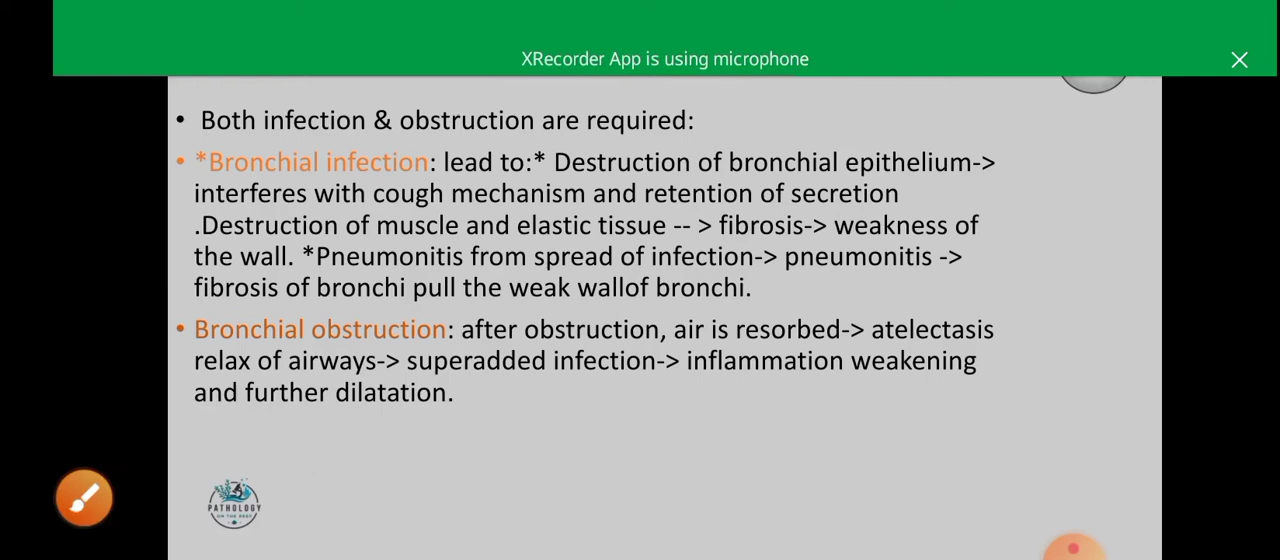 XRecorder App is using microphone
• Both infection & obstruction are required:
• *Bronchial infection: lead to:* Destruction of bronchial epithelium->
interferes with cough mechanism and retention of secretion
.Destruction of muscle and elastic tissue -- > fibrosis-> weakness of
the wall. *Pneumonitis from spread of infection-> pneumonitis ->
fibrosis of bronchi pull the weak wallof bronchi.
• Bronchial obstruction: after obstruction, air is resorbed-> atelectasis
relax of airways-> superadded infection-> inflammation weakening
and further dilatation.
PATHOLOGY
ON THE DEEP